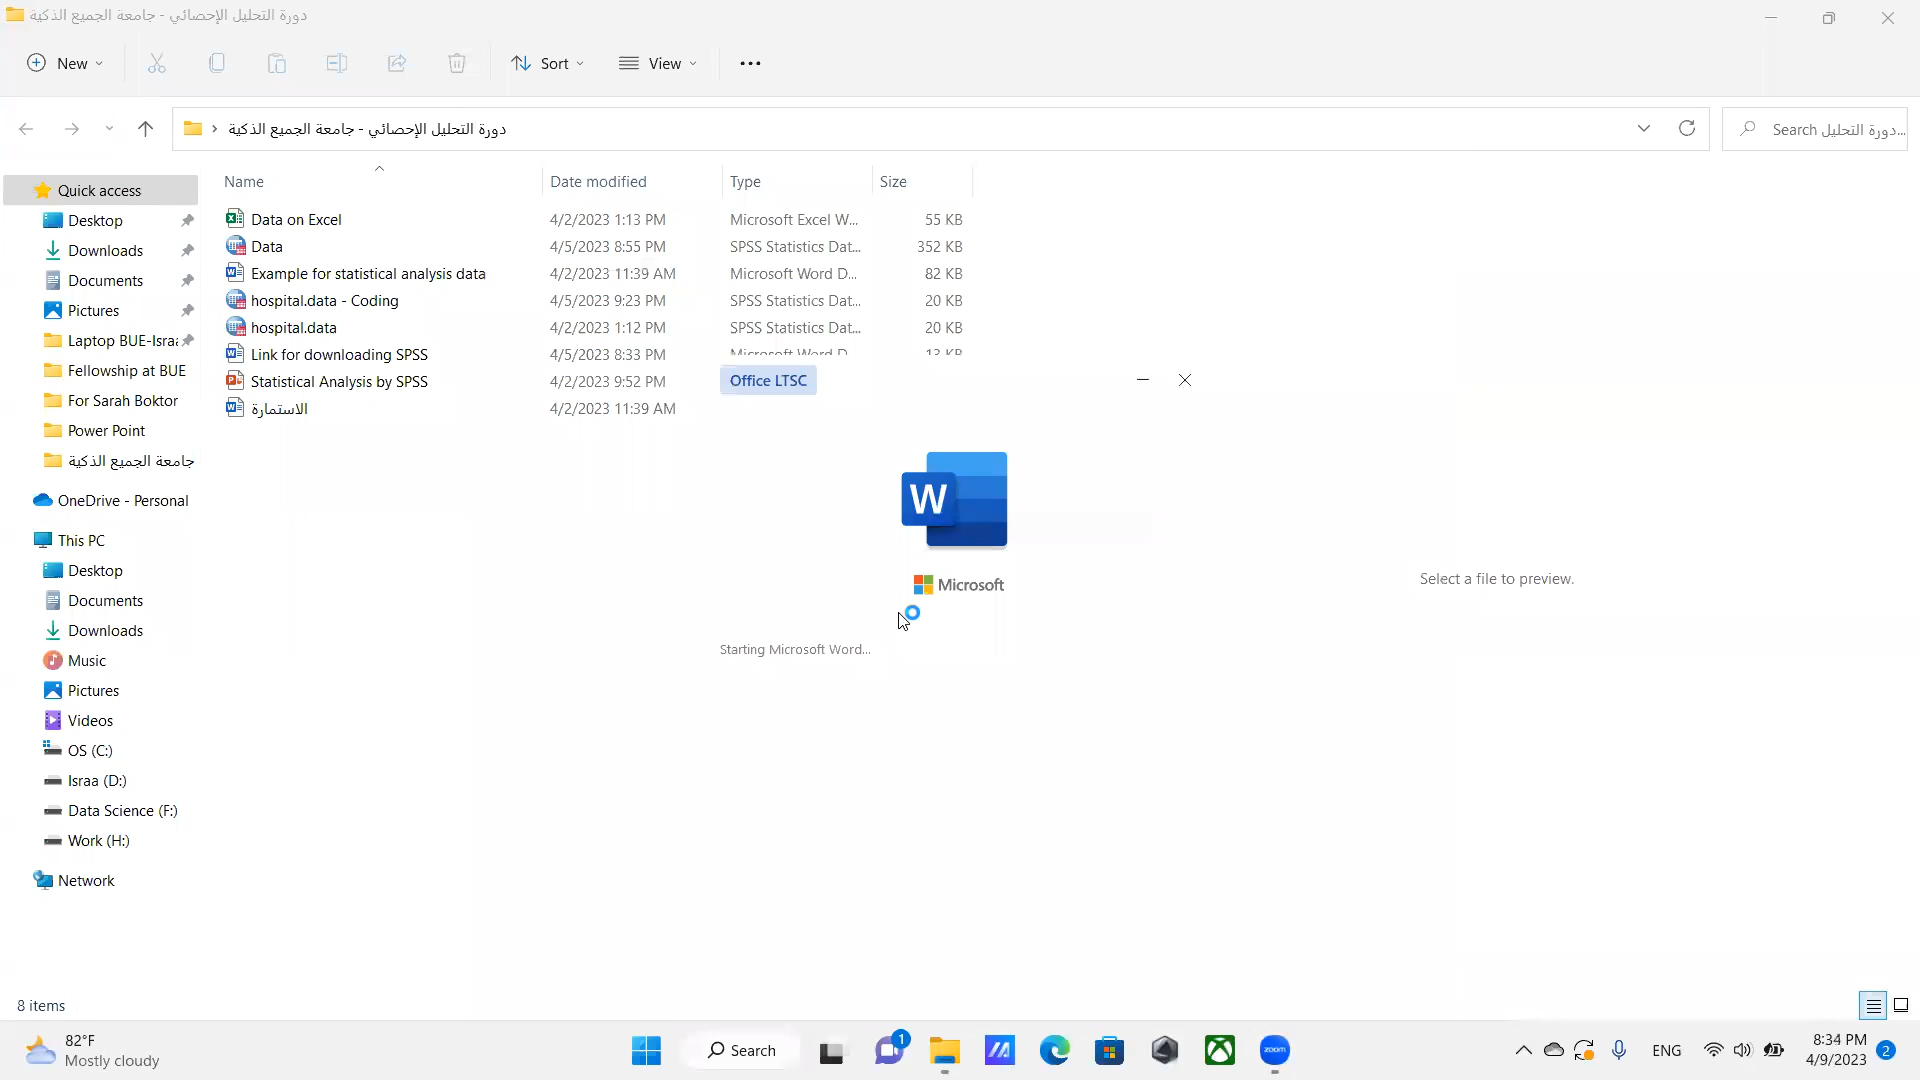 دورة التحليل الإحصائي - جامعة الجميع الذكية
New
Sort
View
دورة التحليل الإحصائي - جامعة الجميع الذكية
Search دورة التحليل...
Name
Date modified
Type
Size
Quick access
Desktop
Downloads
Documents
Pictures
Laptop BUE-Israa
Fellowship at BUE
For Sarah Boktor
Power Point
جامعة الجميع الذكية
OneDrive - Personal
This PC
Desktop
Documents
Downloads
Music
Pictures
Videos
OS (C:)
Israa (D:)
Data Science (F:)
Work (H:)
Network
Data on Excel 4/2/2023 1:13 PM Microsoft Excel W... 55 KB
Data 4/5/2023 8:55 PM SPSS Statistics Dat... 352 KB
Example for statistical analysis data 4/2/2023 11:39 AM Microsoft Word D... 82 KB
hospital.data - Coding 4/5/2023 9:23 PM SPSS Statistics Dat... 20 KB
hospital.data 4/2/2023 1:12 PM SPSS Statistics Dat... 20 KB
Link for downloading SPSS 4/5/2023 8:33 PM Microsoft Word D... 13 KB
Statistical Analysis by SPSS 4/2/2023 9:52 PM
الاستمارة 4/2/2023 11:39 AM
Office LTSC
W
Microsoft
Starting Microsoft Word...
Select a file to preview.
8 items
82°F
Mostly cloudy
Search
1
zoom
ENG
8:34 PM
4/9/2023
2